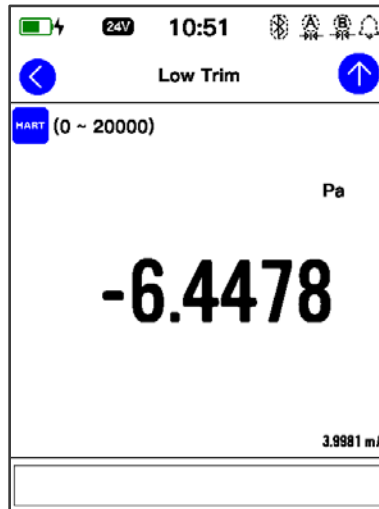 24V 10:51 A B
Low Trim
HART (0 ~ 20000)
Pa
-6.4478
3.9981 m